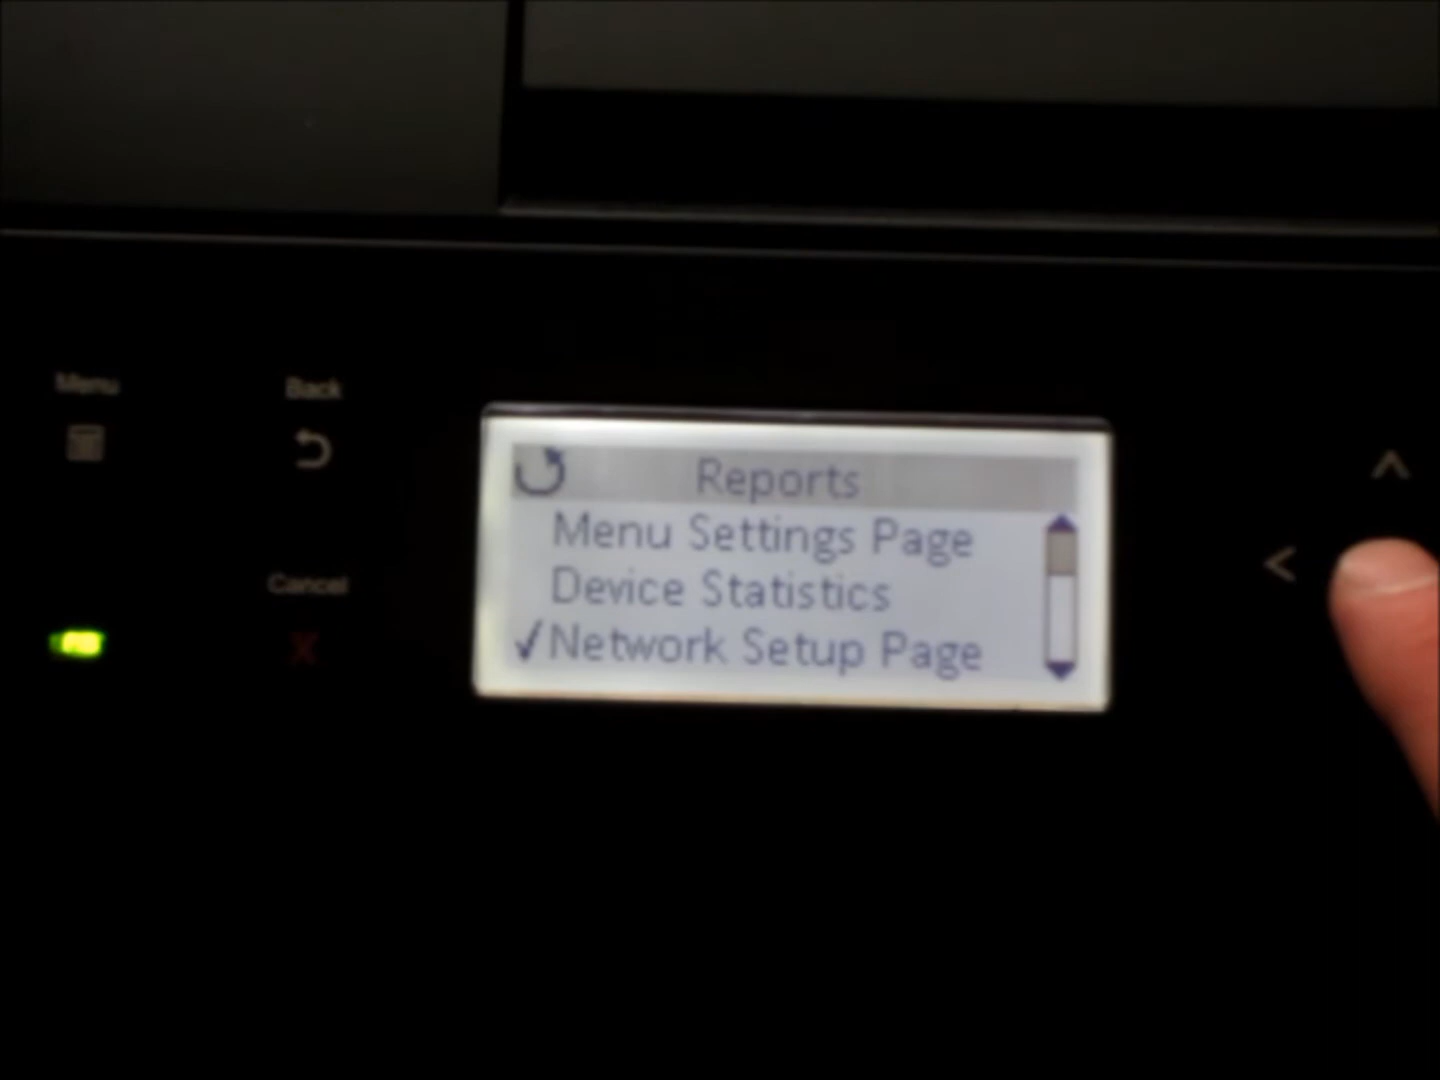 Menu
Back
Reports
Menu Settings Page
Device Statistics
✓Network Setup Page
Cancel
X